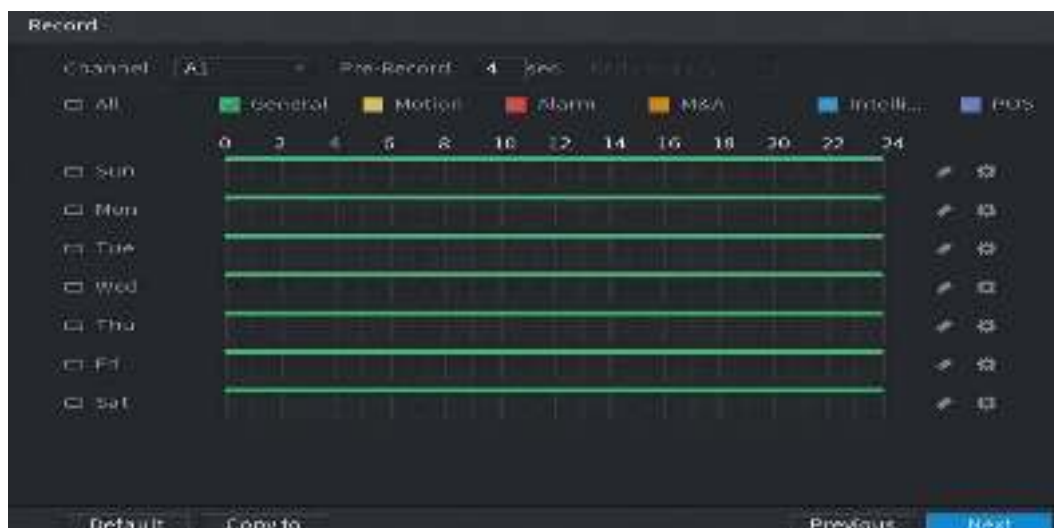 Record
Channel A1 Pre-Record 4 sec.
All General Motion Alarm M&A Intelli... POS
0 2 4 6 8 10 12 14 16 18 20 22 24
Sun
Mon
Tue
Wed
Thu
Fri
Sat
Default Copy to Previous Next